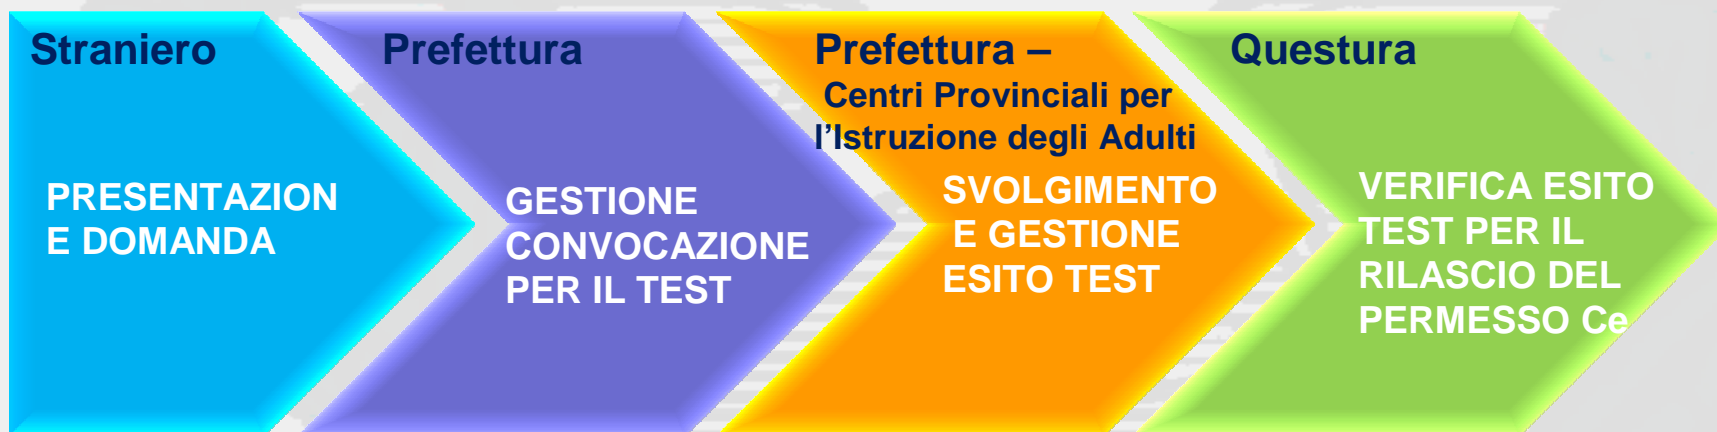 Straniero
PRESENTAZION
E DOMANDA
Prefettura
GESTIONE
CONVOCAZIONE
PER IL TEST
Prefettura –
Centri Provinciali per
l’Istruzione degli Adulti
SVOLGIMENTO
E GESTIONE
ESITO TEST
Questura
VERIFICA ESITO
TEST PER IL
RILASCIO DEL
PERMESSO Ce